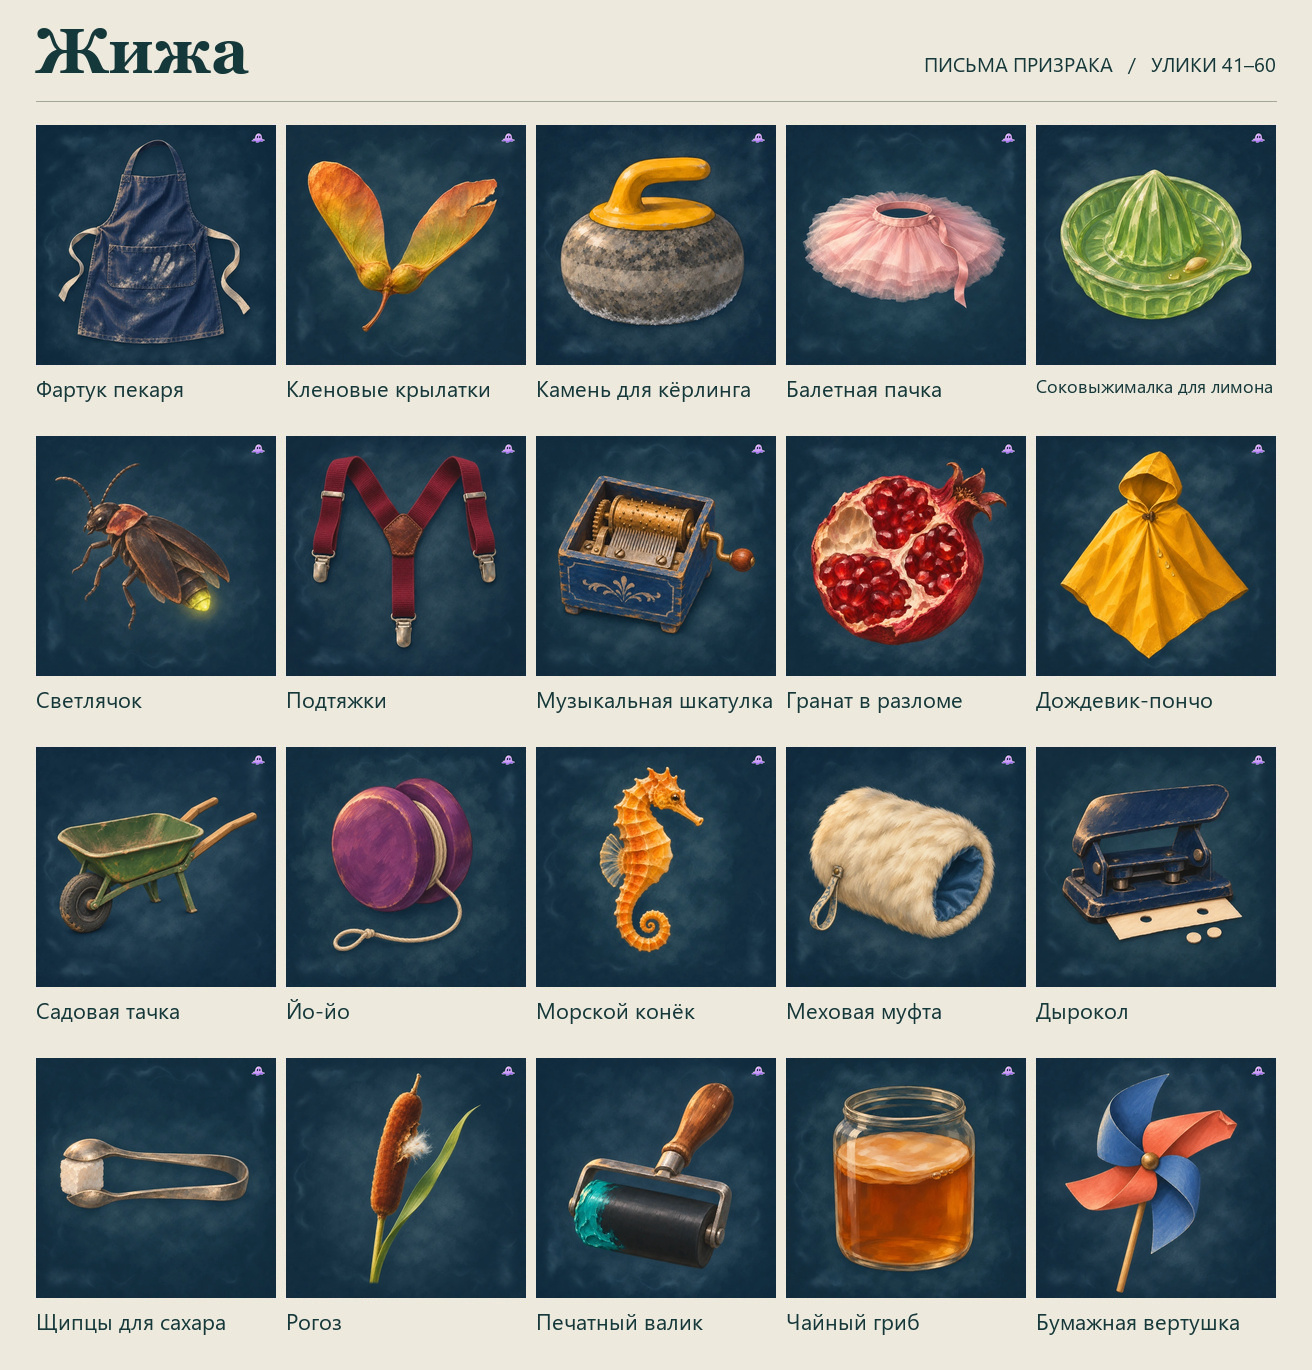 Жижа
ПИСЬМА ПРИЗРАКА / УЛИКИ 41–60
Фартук пекаря
Кленовые крылатки
Камень для кёрлинга
Балетная пачка
Соковыжималка для лимона
Светлячок
Подтяжки
Музыкальная шкатулка
Гранат в разломе
Дождевик-пончо
Садовая тачка
Йо-йо
Морской конёк
Меховая муфта
Дырокол
Щипцы для сахара
Рогоз
Печатный валик
Чайный гриб
Бумажная вертушка